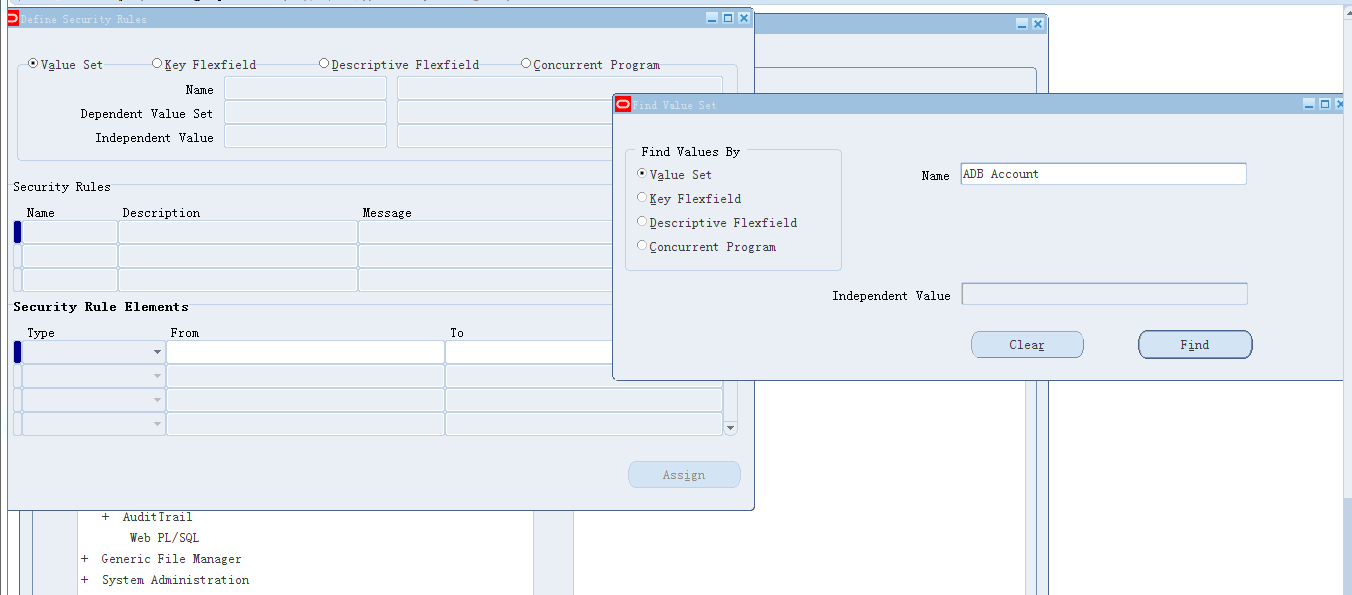 Define Security Rules
Value Set
Key Flexfield
Descriptive Flexfield
Concurrent Program
Name
Dependent Value Set
Independent Value
Security Rules
Name Description Message
Security Rule Elements
Type From To
Assign
Find Value Set
Find Values By
Value Set
Key Flexfield
Descriptive Flexfield
Concurrent Program
Name ADB Account
Independent Value
Clear Find
+ AuditTrail
Web PL/SQL
+ Generic File Manager
+ System Administration